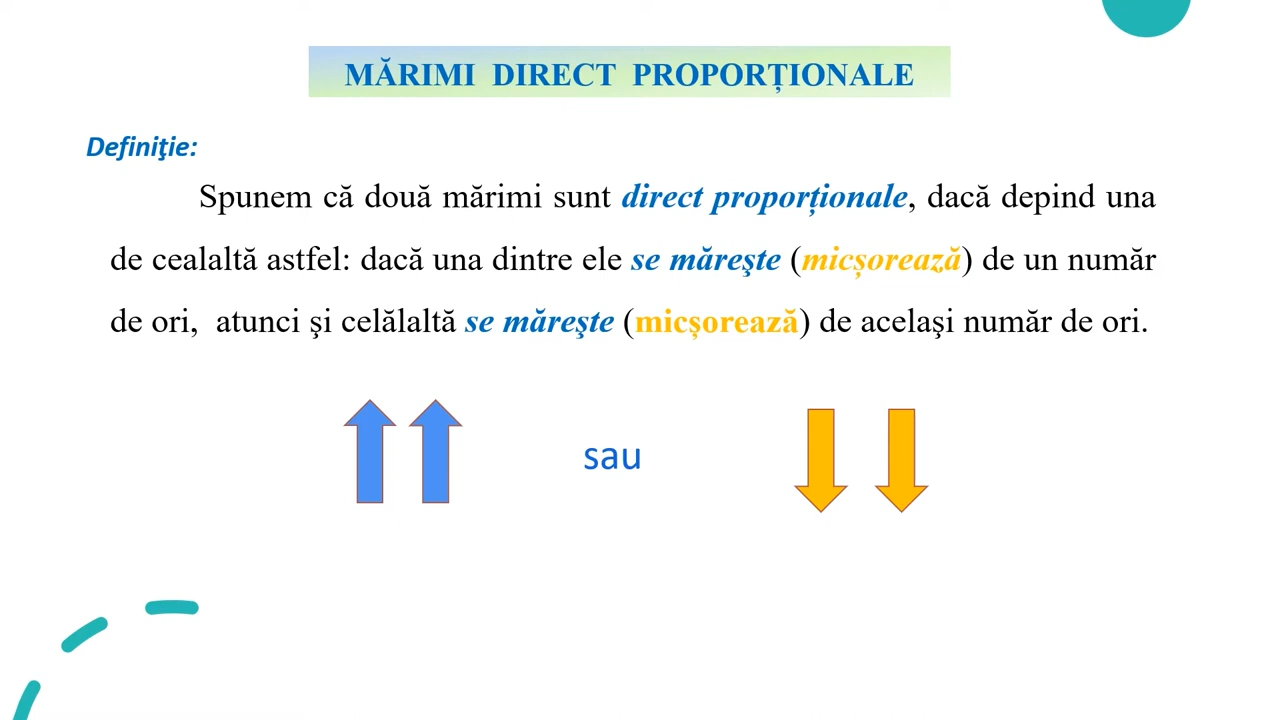 MĂRIMI DIRECT PROPORȚIONALE
Definiţie:
Spunem că două mărimi sunt direct proporționale, dacă depind una
de cealaltă astfel: dacă una dintre ele se măreşte (micșorează) de un număr
de ori, atunci şi celălaltă se măreşte (micșorează) de acelaşi număr de ori.
sau